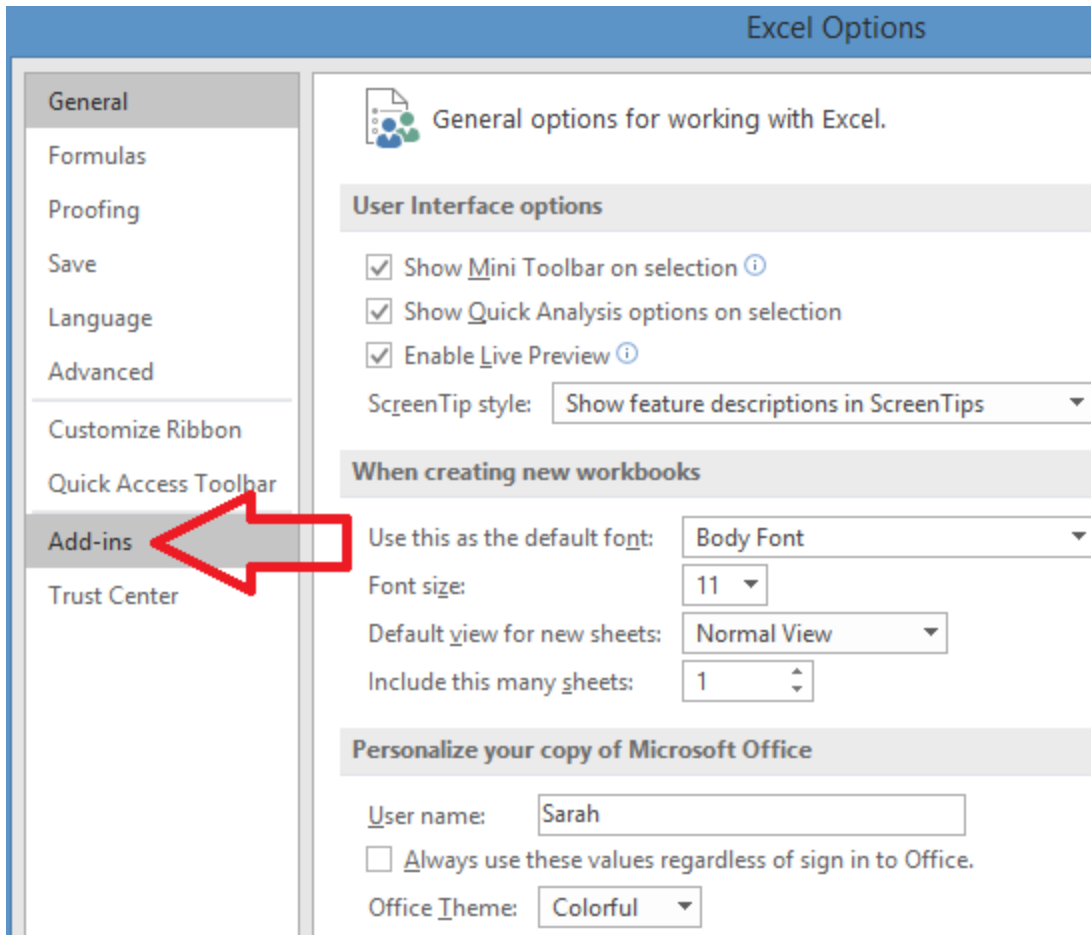 Excel Options
General
Formulas
Proofing
Save
Language
Advanced
Customize Ribbon
Quick Access Toolbar
Add-ins
Trust Center
General options for working with Excel.
User Interface options
Show Mini Toolbar on selection
Show Quick Analysis options on selection
Enable Live Preview
ScreenTip style: Show feature descriptions in ScreenTips
When creating new workbooks
Use this as the default font: Body Font
Font size: 11
Default view for new sheets: Normal View
Include this many sheets: 1
Personalize your copy of Microsoft Office
User name: Sarah
Always use these values regardless of sign in to Office.
Office Theme: Colorful